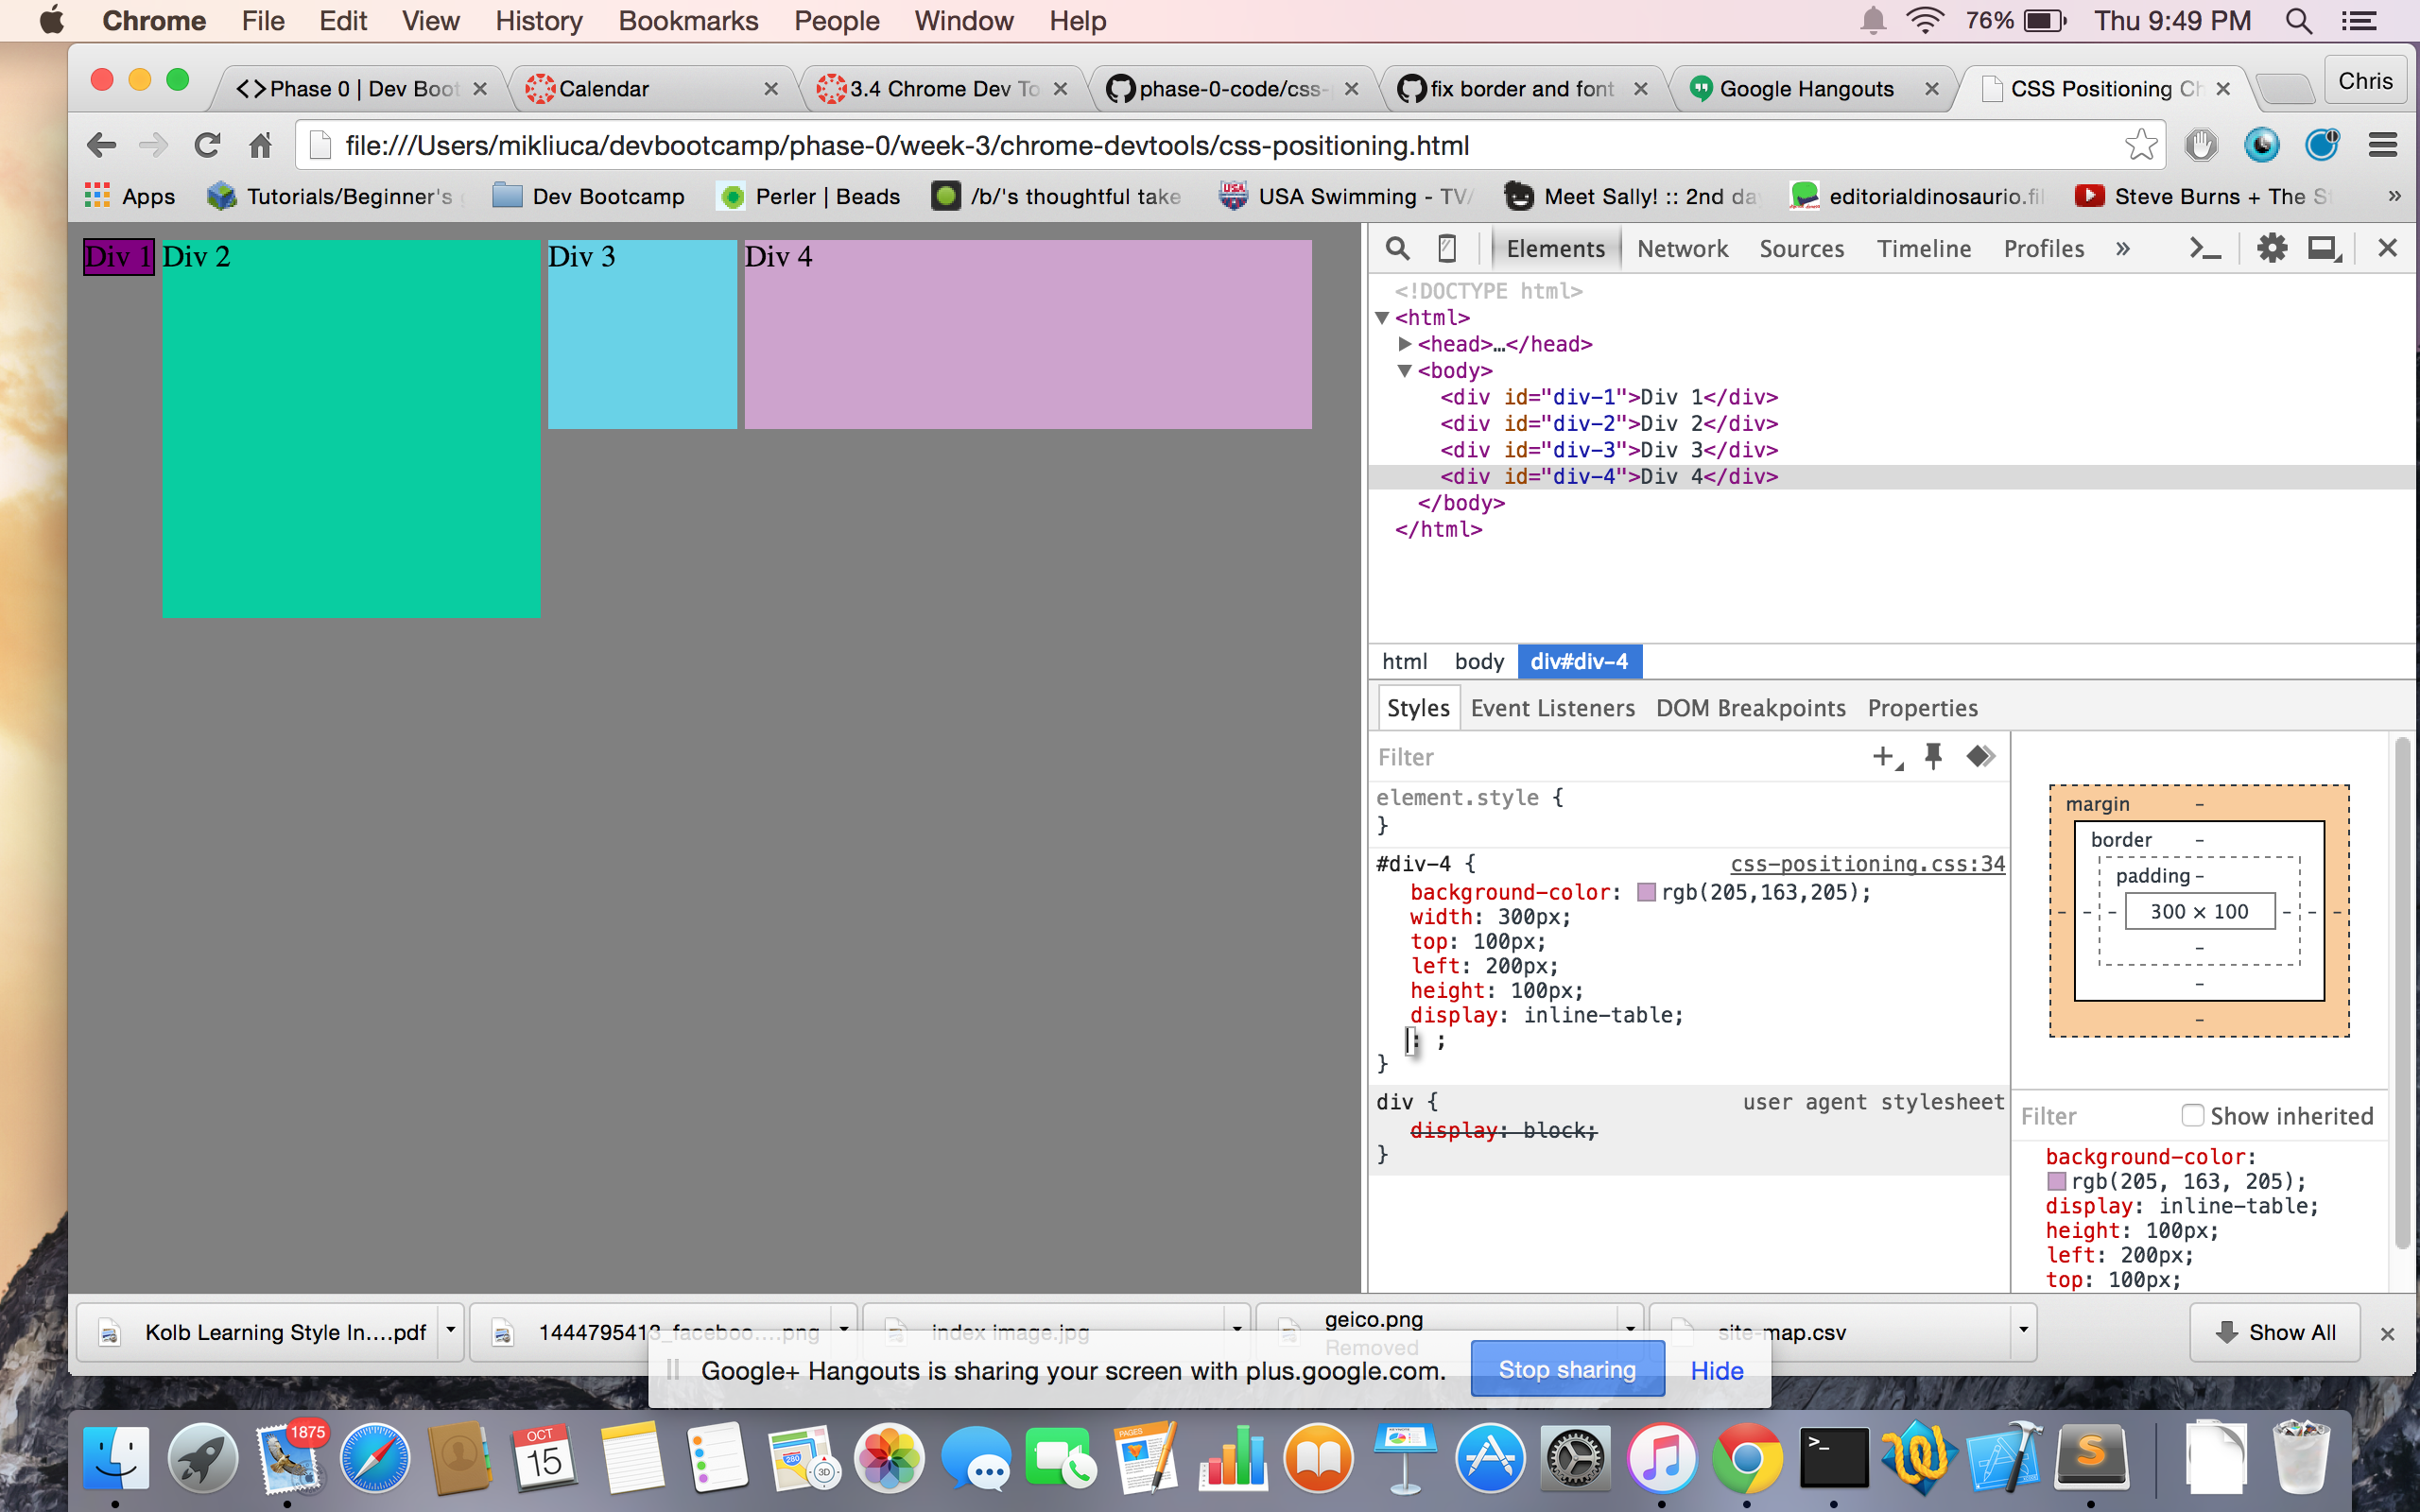 Chrome File Edit View History Bookmarks People Window Help 76% Thu 9:49 PM
Phase 0 | Dev Boot Calendar 3.4 Chrome Dev To phase-0-code/css- fix border and font Google Hangouts CSS Positioning Ch Chris
file:///Users/mikliuca/devbootcamp/phase-0/week-3/chrome-devtools/css-positioning.html
Apps Tutorials/Beginner's Dev Bootcamp Perler | Beads /b/'s thoughtful take USA Swimming - TV/ Meet Sally! :: 2nd da editorialdinosaurio.fil Steve Burns + The S »
Div 1 Div 2 Div 3 Div 4
Elements Network Sources Timeline Profiles »
<!DOCTYPE html>
<html>
<head>…</head>
<body>
<div id="div-1">Div 1</div>
<div id="div-2">Div 2</div>
<div id="div-3">Div 3</div>
<div id="div-4">Div 4</div>
</body>
</html>
html body div#div-4
Styles Event Listeners DOM Breakpoints Properties
Filter
element.style {
}
#div-4 { css-positioning.css:34
background-color: rgb(205,163,205);
width: 300px;
top: 100px;
left: 200px;
height: 100px;
display: inline-table;
: ;
}
div { user agent stylesheet
display: block;
}
margin -
border -
padding -
- - - 300 × 100 - - -
-
-
-
Filter Show inherited
background-color:
rgb(205, 163, 205);
display: inline-table;
height: 100px;
left: 200px;
top: 100px;
Kolb Learning Style In....pdf 1444795413_faceboo....png index image.jpg geico.png Removed site-map.csv Show All
Google+ Hangouts is sharing your screen with plus.google.com. Stop sharing Hide
1875
OCT
15
280
3D
PAGES
>_
S